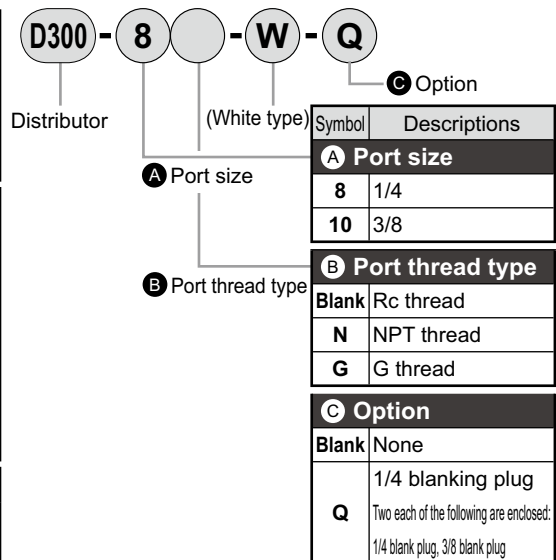 D300 - 8 - W - Q
C Option
Distributor
(White type)
A Port size
B Port thread type
Symbol Descriptions
A Port size
8 1/4
10 3/8
B Port thread type
Blank Rc thread
N NPT thread
G G thread
C Option
Blank None
Q 1/4 blanking plug
Two each of the following are enclosed:
1/4 blank plug, 3/8 blank plug